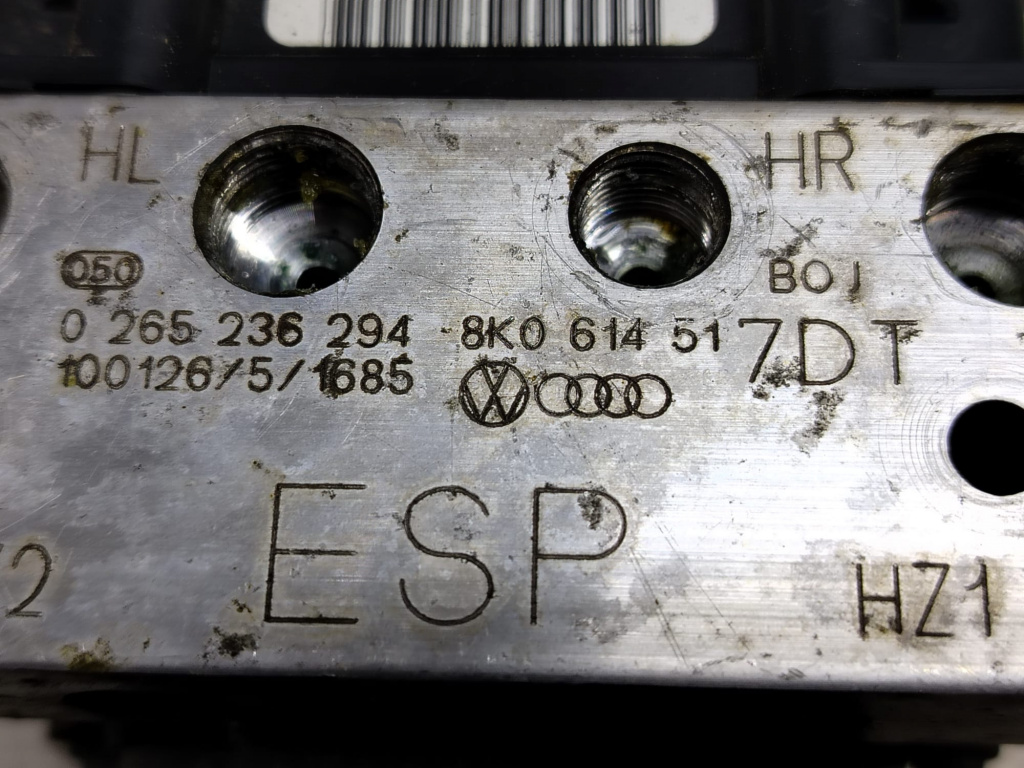 HL HR
050 BOJ
0 265 236 294 8K0 614 517DT
100126/5/1685
ESP
2 HZ1